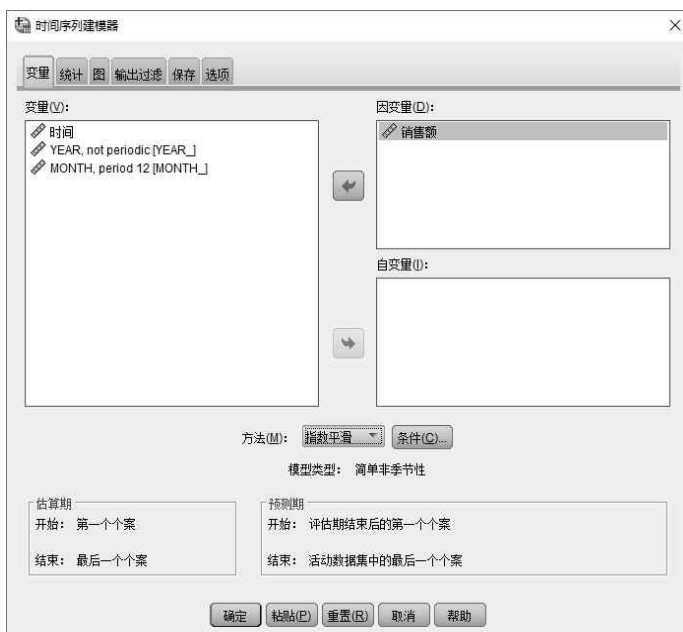 时间序列建模器
变量 统计 图 输出过滤 保存 选项
变量(V):
时间
YEAR, not periodic [YEAR_]
MONTH, period 12 [MONTH_]
因变量(D):
销售额
自变量(I):
方法(M): 指数平滑 条件(C)...
模型类型: 简单非季节性
估算期
开始: 第一个个案
结束: 最后一个个案
预测期
开始: 评估期结束后的第一个个案
结束: 活动数据集中的最后一个个案
确定 粘贴(P) 重置(R) 取消 帮助